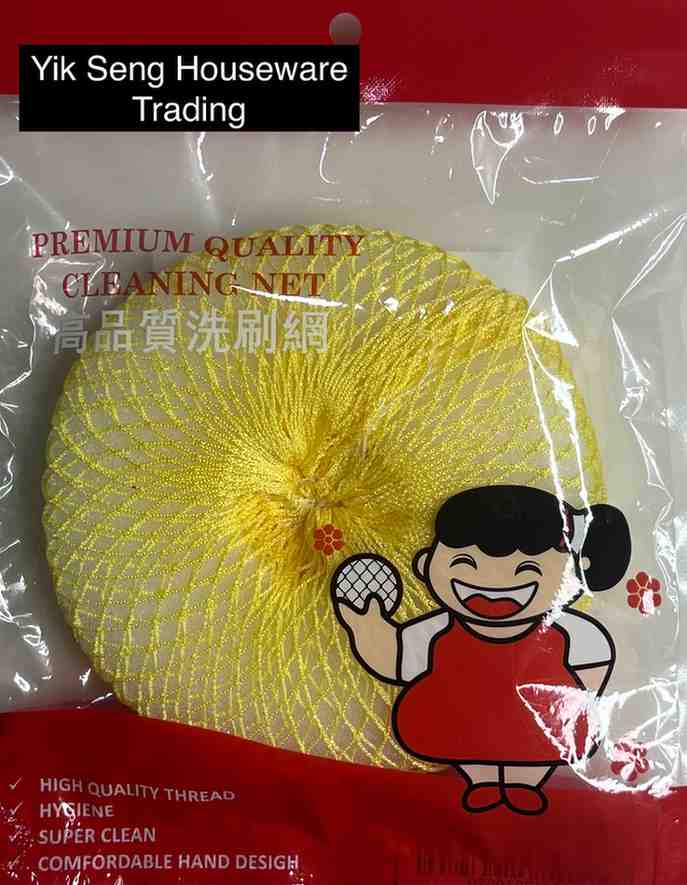 Yik Seng Houseware
Trading
PREMIUM QUALITY
CLEANING NET
高品質洗刷網
✓ HIGH QUALITY THREAD
✓ HYGIENE
✓ SUPER CLEAN
✓ COMFORDABLE HAND DESIGH